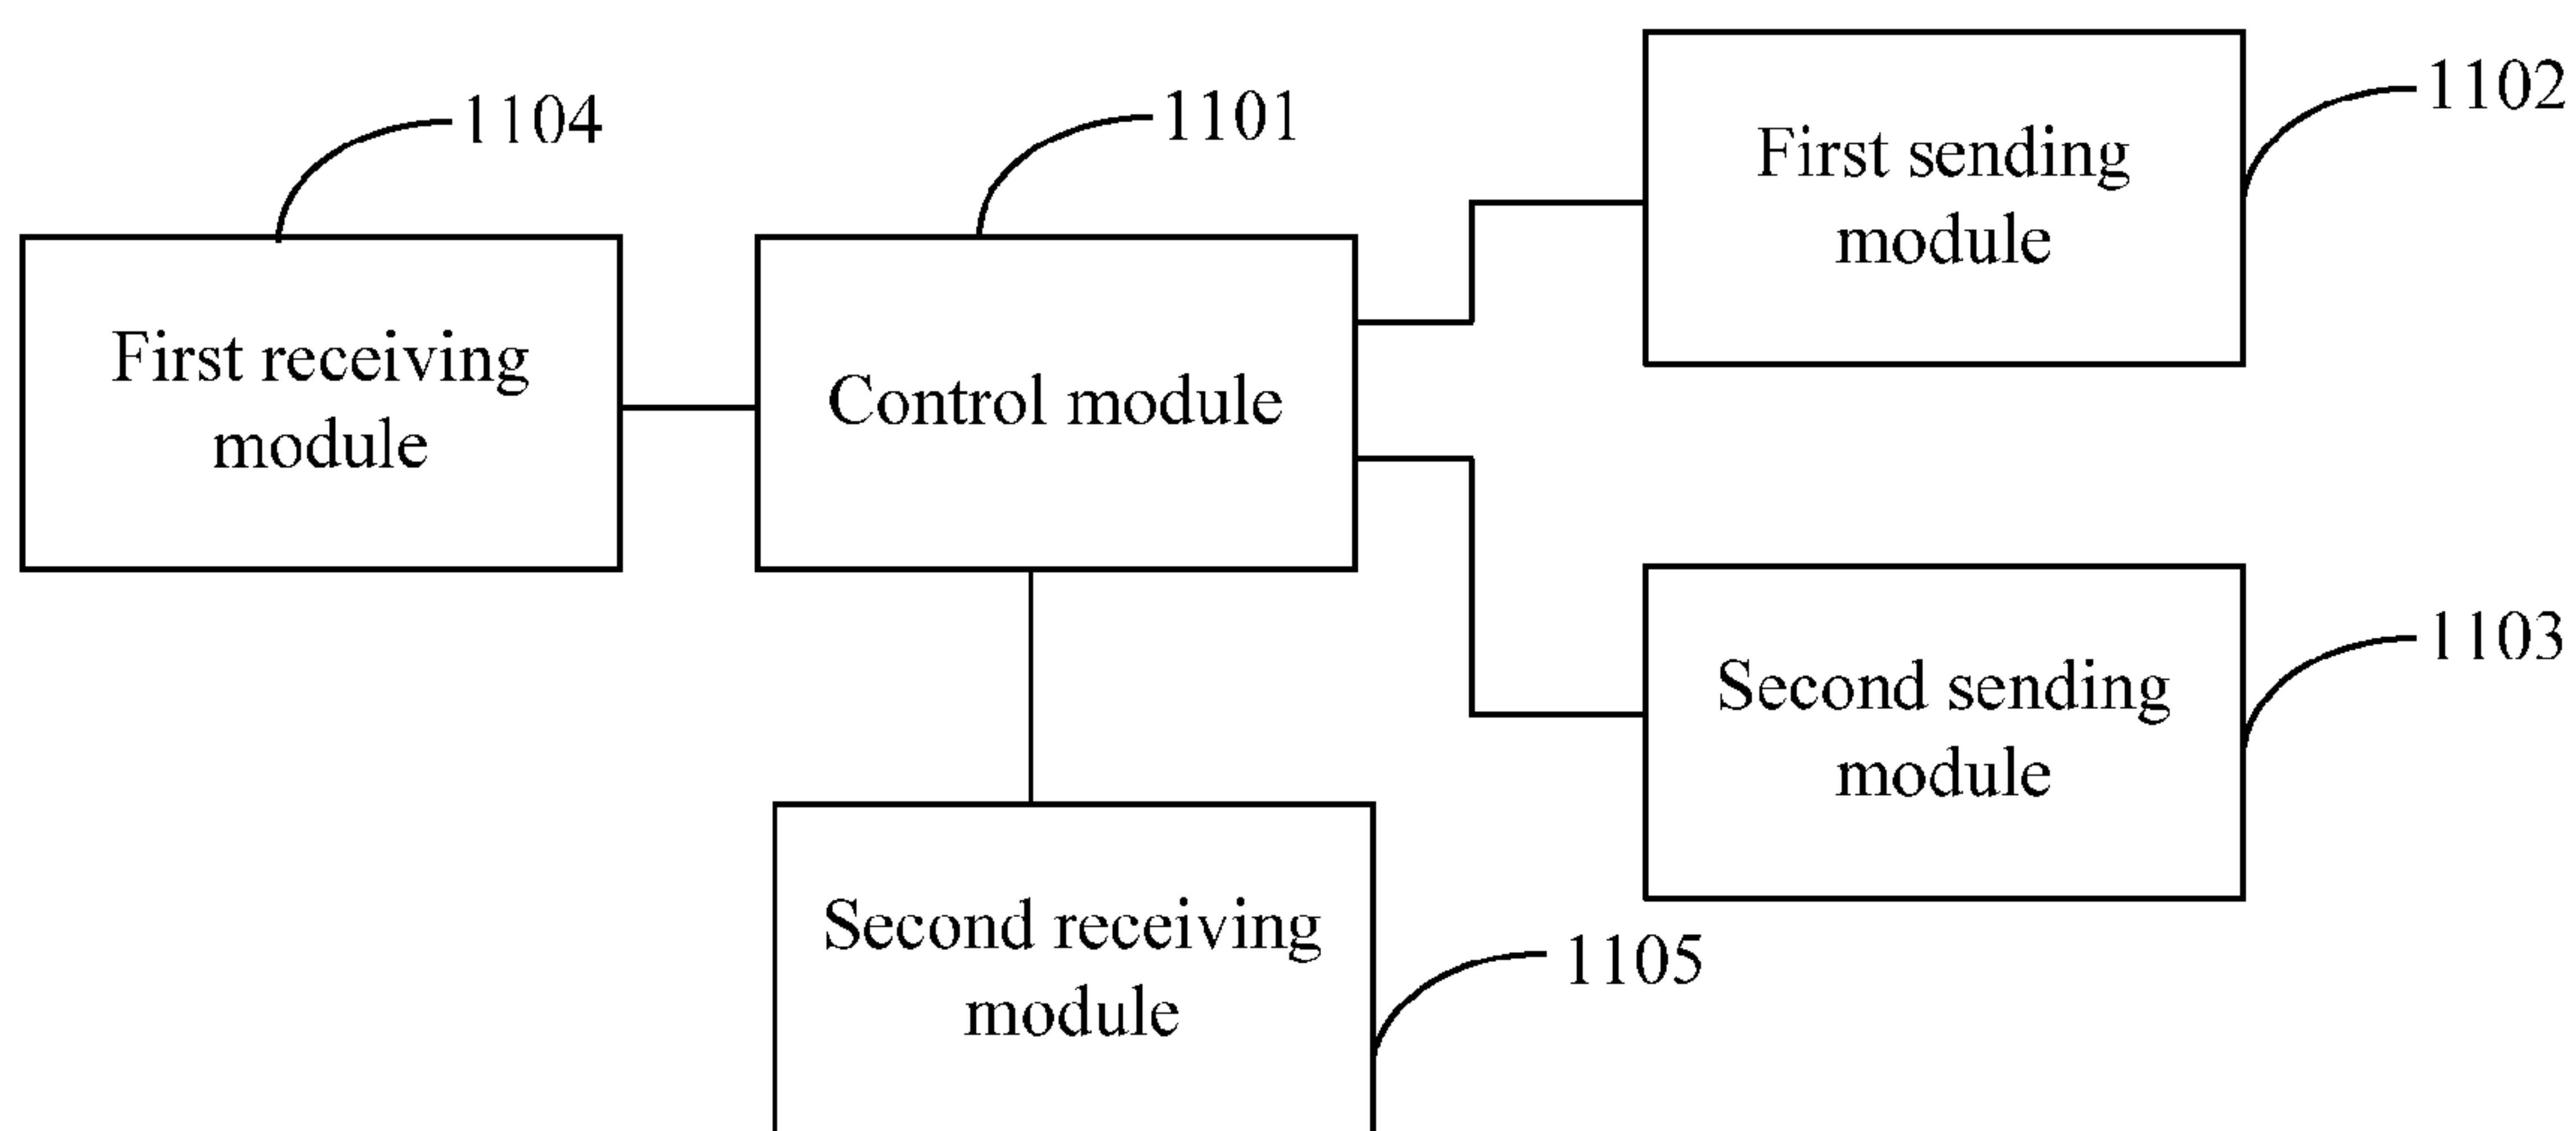 1104
1101
1102
First sending
module
First receiving
module
Control module
1103
Second sending
module
Second receiving
module
1105